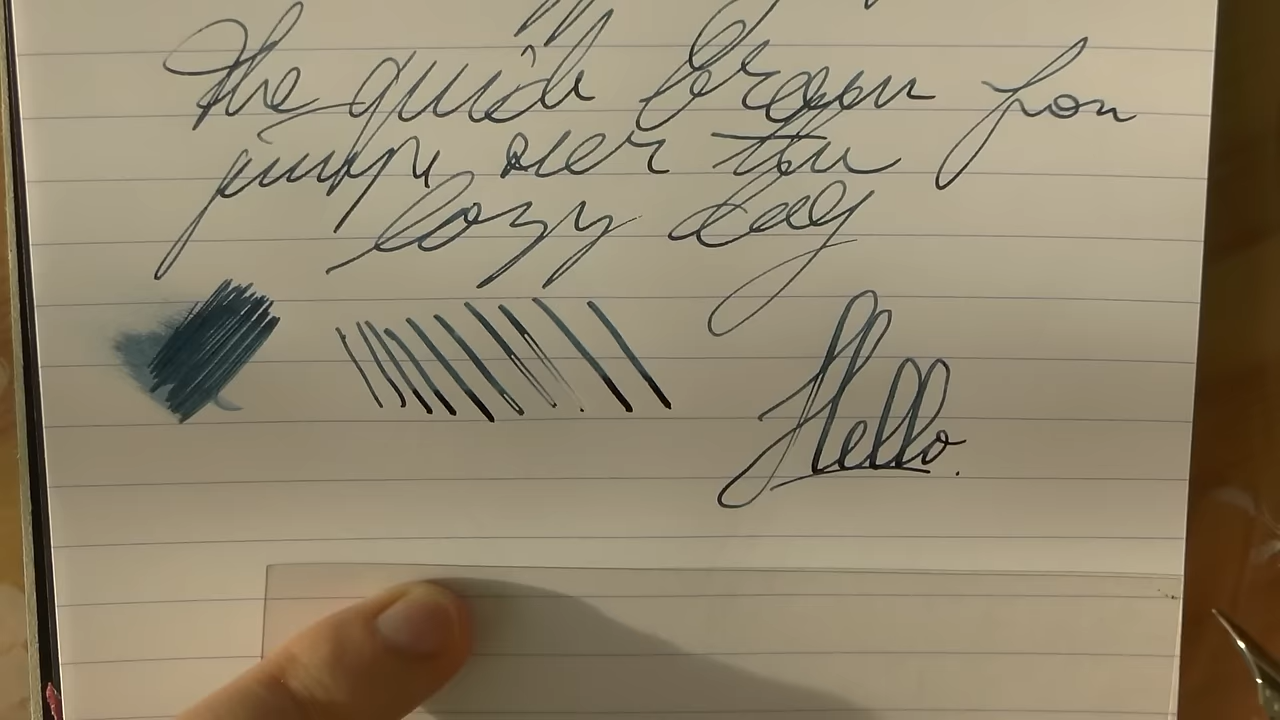 The quick brown fox
jumps over the
lazy dog
Hello.